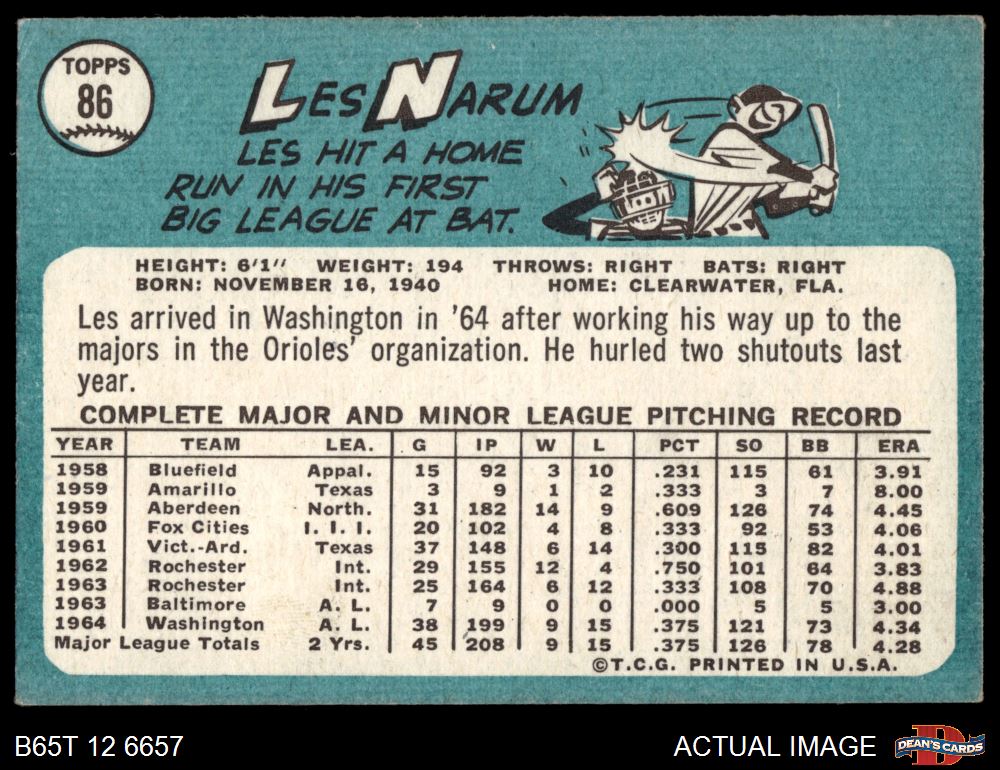 TOPPS
86
LES NARUM
LES HIT A HOME
RUN IN HIS FIRST
BIG LEAGUE AT BAT.
HEIGHT: 6'1" WEIGHT: 194 THROWS: RIGHT BATS: RIGHT
BORN: NOVEMBER 16, 1940 HOME: CLEARWATER, FLA.
Les arrived in Washington in '64 after working his way up to the
majors in the Orioles' organization. He hurled two shutouts last
year.
COMPLETE MAJOR AND MINOR LEAGUE PITCHING RECORD
YEAR TEAM LEA. G IP W L PCT SO BB ERA
1958 Bluefield Appal. 15 92 3 10 .231 115 61 3.91
1959 Amarillo Texas 3 9 1 2 .333 3 7 8.00
1959 Aberdeen North. 31 182 14 9 .609 126 74 4.45
1960 Fox Cities I. I. I. 20 102 4 8 .333 92 53 4.06
1961 Vict.-Ard. Texas 37 148 6 14 .300 115 82 4.01
1962 Rochester Int. 29 155 12 4 .750 101 64 3.83
1963 Rochester Int. 25 164 6 12 .333 108 70 4.88
1963 Baltimore A. L. 7 9 0 0 .000 5 5 3.00
1964 Washington A. L. 38 199 9 15 .375 121 73 4.34
Major League Totals 2 Yrs. 45 208 9 15 .375 126 78 4.28
©T.C.G. PRINTED IN U.S.A.
B65T 12 6657 ACTUAL IMAGE DEAN'S CARDS